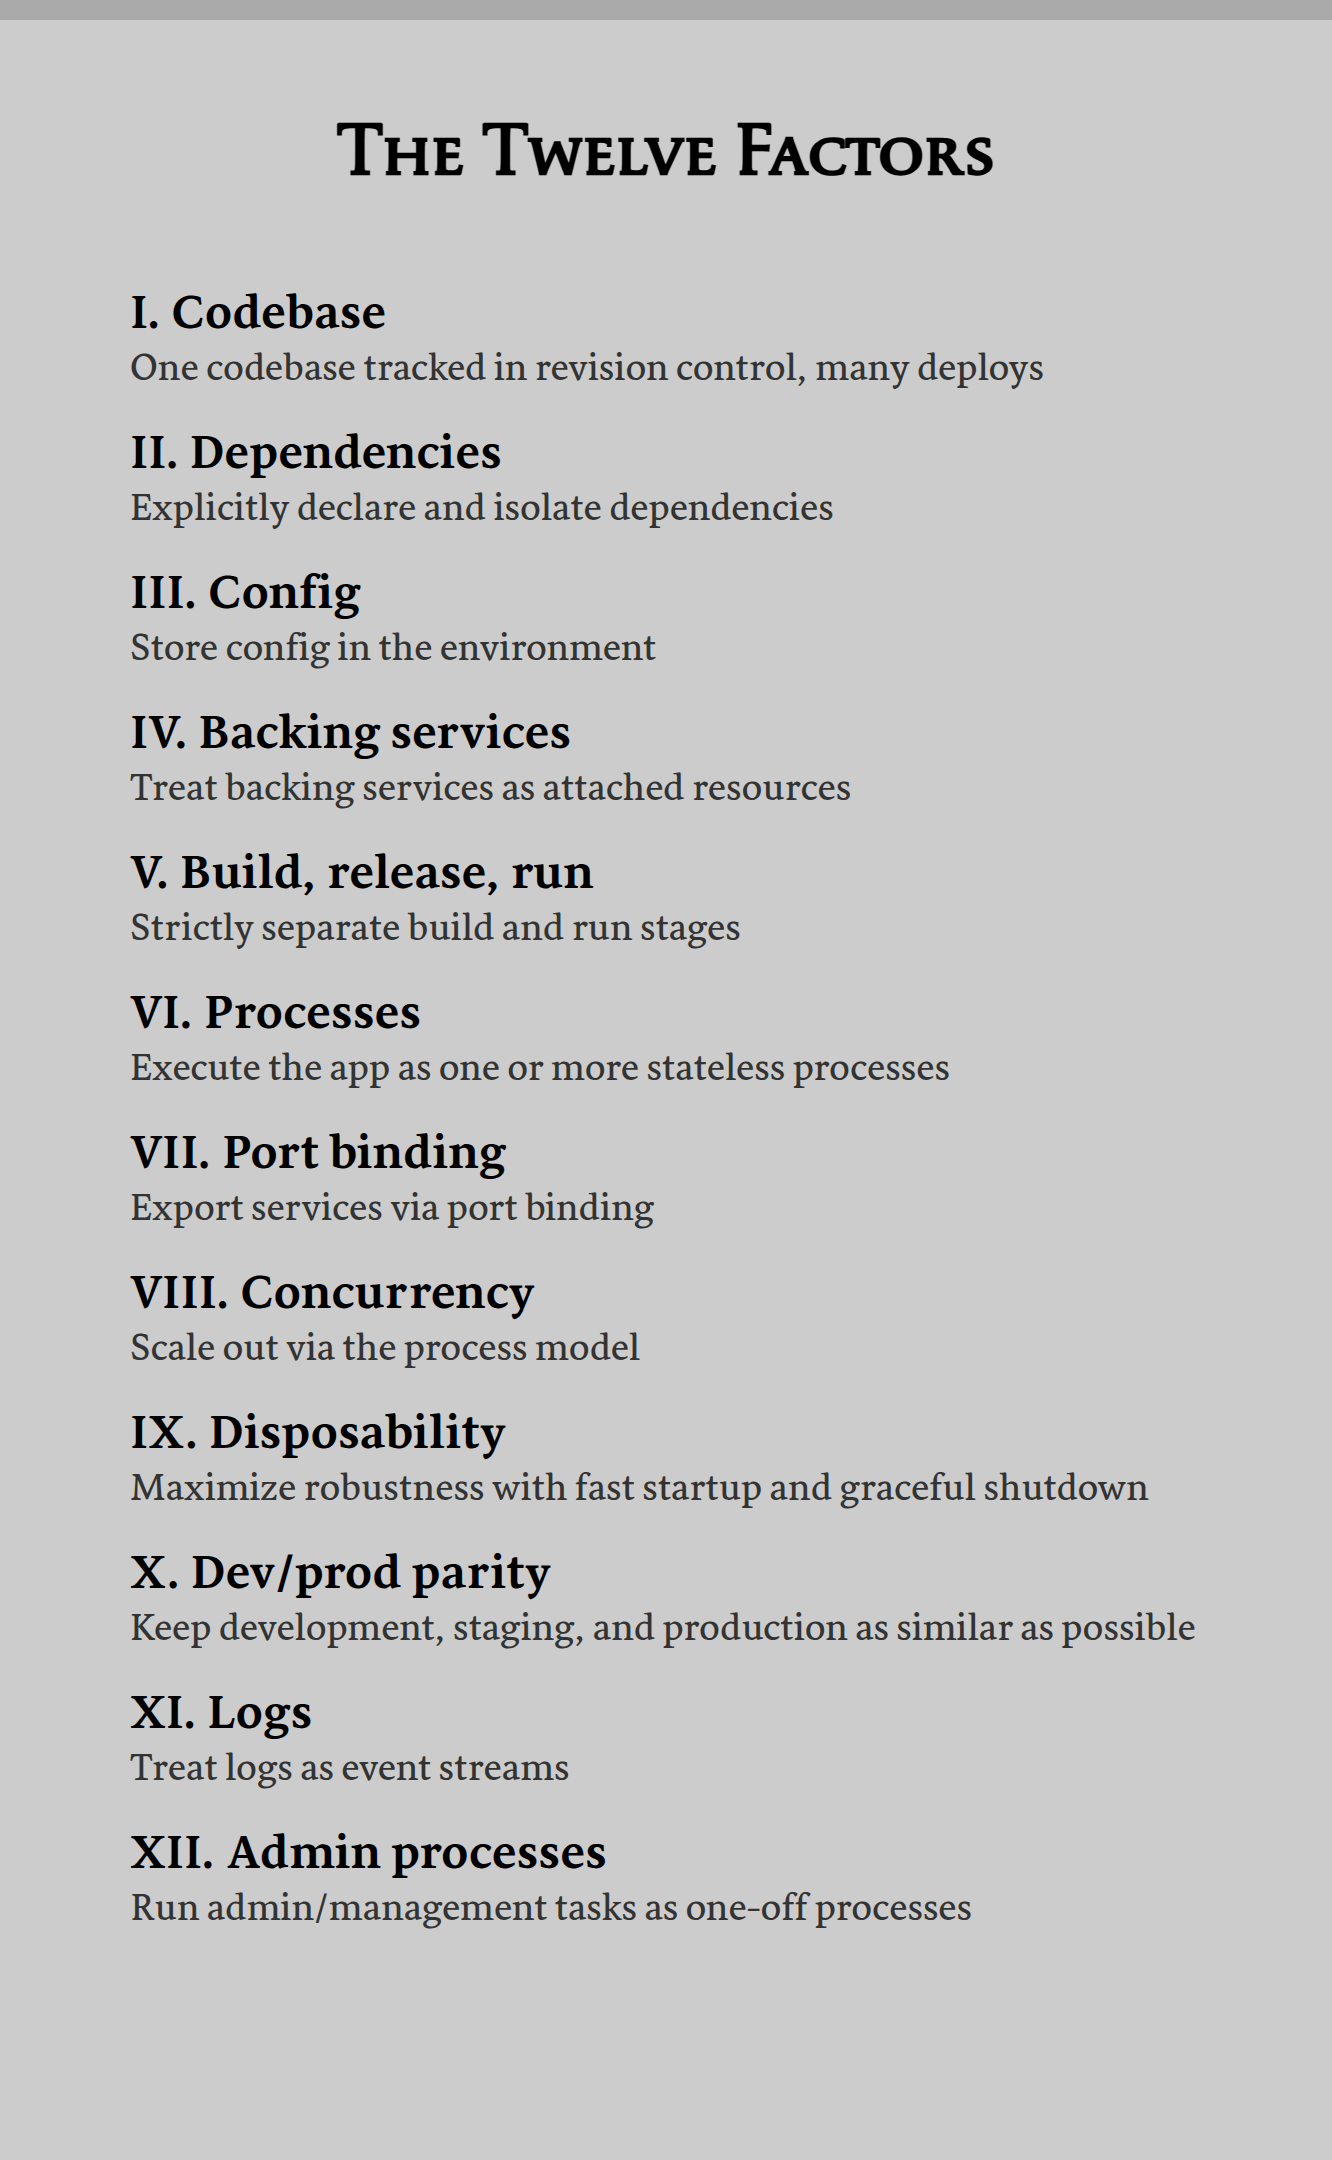 The Twelve Factors
I. Codebase
One codebase tracked in revision control, many deploys
II. Dependencies
Explicitly declare and isolate dependencies
III. Config
Store config in the environment
IV. Backing services
Treat backing services as attached resources
V. Build, release, run
Strictly separate build and run stages
VI. Processes
Execute the app as one or more stateless processes
VII. Port binding
Export services via port binding
VIII. Concurrency
Scale out via the process model
IX. Disposability
Maximize robustness with fast startup and graceful shutdown
X. Dev/prod parity
Keep development, staging, and production as similar as possible
XI. Logs
Treat logs as event streams
XII. Admin processes
Run admin/management tasks as one-off processes